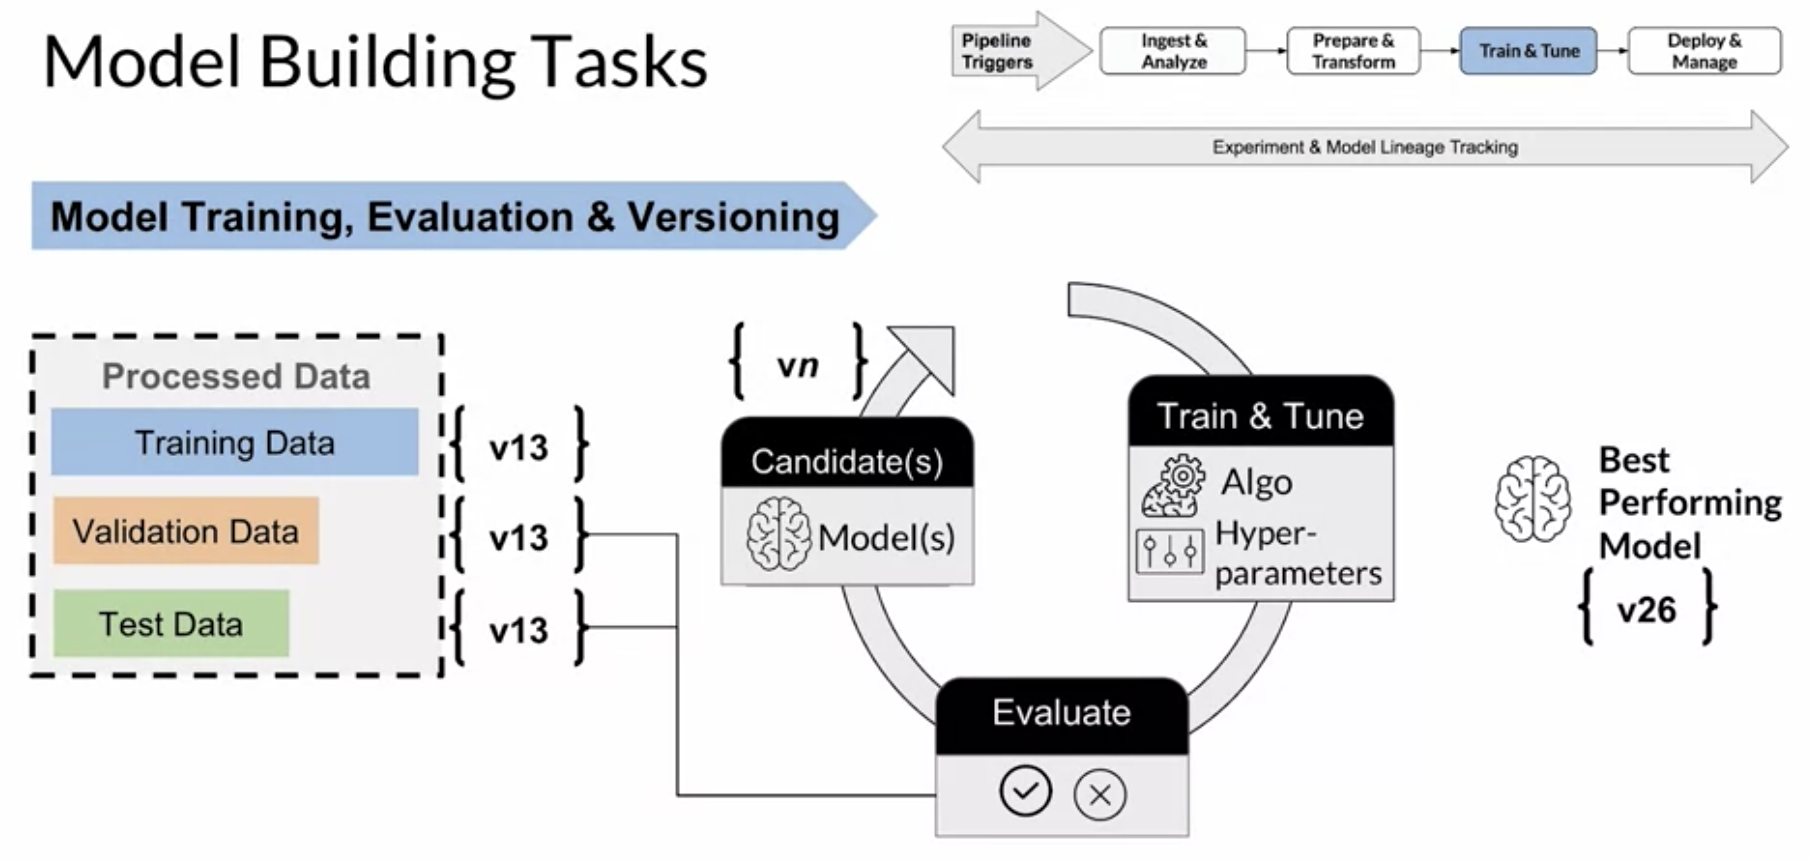 Model Building Tasks
Pipeline
Triggers
Ingest &
Analyze
Prepare &
Transform
Train & Tune
Deploy &
Manage
Experiment & Model Lineage Tracking
Model Training, Evaluation & Versioning
Processed Data
Training Data
{ v13 }
Validation Data
{ v13 }
Test Data
{ v13 }
{ vn }
Candidate(s)
Model(s)
Train & Tune
Algo
Hyper-
parameters
Evaluate
Best
Performing
Model
{ v26 }